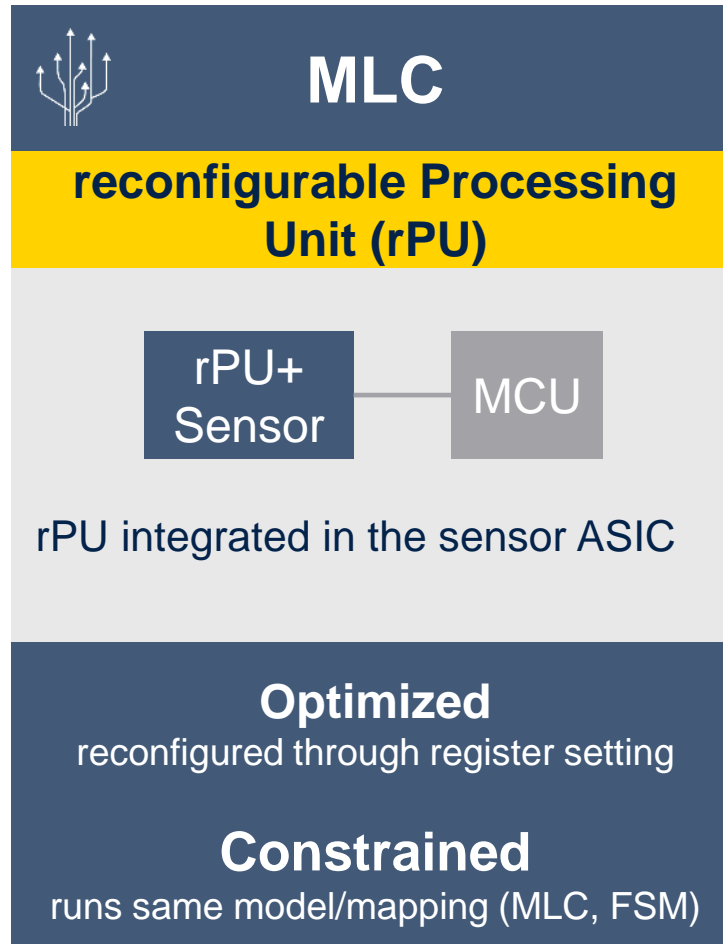 MLC
reconfigurable Processing
Unit (rPU)
rPU+
Sensor
MCU
rPU integrated in the sensor ASIC
Optimized
reconfigured through register setting
Constrained
runs same model/mapping (MLC, FSM)